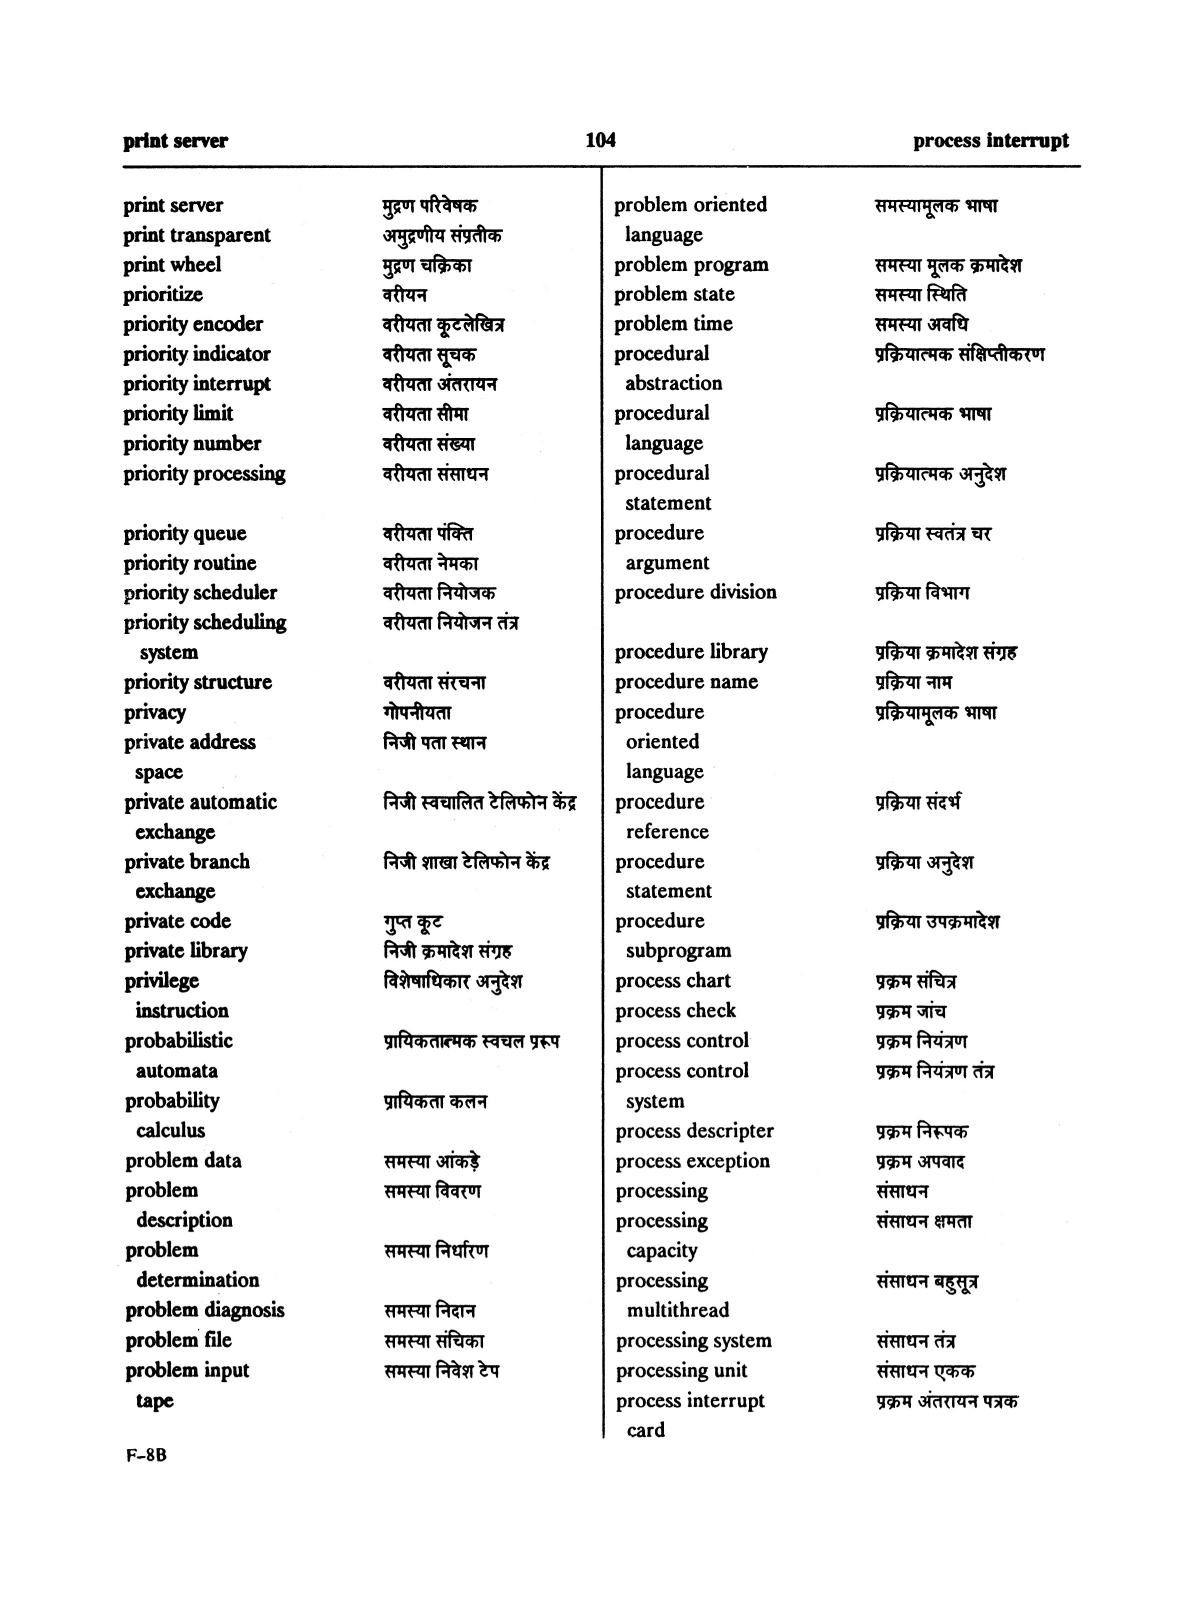 print server 104 process interrupt
print server मुद्रण परिवेषक
print transparent अमुद्रणीय संप्रतीक
print wheel मुद्रण चक्रिका
prioritize वरीयन
priority encoder वरीयता कूटलेखित्र
priority indicator वरीयता सूचक
priority interrupt वरीयता अंतरायन
priority limit वरीयता सीमा
priority number वरीयता संख्या
priority processing वरीयता संसाधन
priority queue वरीयता पंक्ति
priority routine वरीयता नेमका
priority scheduler वरीयता नियोजक
priority scheduling वरीयता नियोजन तंत्र
system
priority structure वरीयता संरचना
privacy गोपनीयता
private address निजी पता स्थान
space
private automatic निजी स्वचालित टेलिफोन केंद्र
exchange
private branch निजी शाखा टेलिफोन केंद्र
exchange
private code गुप्त कूट
private library निजी क्रमादेश संग्रह
privilege विशेषाधिकार अनुदेश
instruction
probabilistic प्रायिकतात्मक स्वचल प्ररूप
automata
probability प्रायिकता कलन
calculus
problem data समस्या आंकड़े
problem समस्या विवरण
description
problem समस्या निर्धारण
determination
problem diagnosis समस्या निदान
problem file समस्या संचिका
problem input समस्या निवेश टेप
tape
problem oriented समस्यामूलक भाषा
language
problem program समस्या मूलक क्रमादेश
problem state समस्या स्थिति
problem time समस्या अवधि
procedural प्रक्रियात्मक संक्षिप्तीकरण
abstraction
procedural प्रक्रियात्मक भाषा
language
procedural प्रक्रियात्मक अनुदेश
statement
procedure प्रक्रिया स्वतंत्र चर
argument
procedure division प्रक्रिया विभाग
procedure library प्रक्रिया क्रमादेश संग्रह
procedure name प्रक्रिया नाम
procedure प्रक्रियामूलक भाषा
oriented
language
procedure प्रक्रिया संदर्भ
reference
procedure प्रक्रिया अनुदेश
statement
procedure प्रक्रिया उपक्रमादेश
subprogram
process chart प्रक्रम संचित्र
process check प्रक्रम जांच
process control प्रक्रम नियंत्रण
process control प्रक्रम नियंत्रण तंत्र
system
process descripter प्रक्रम निरूपक
process exception प्रक्रम अपवाद
processing संसाधन
processing संसाधन क्षमता
capacity
processing संसाधन बहुसूत्र
multithread
processing system संसाधन तंत्र
processing unit संसाधन एकक
process interrupt प्रक्रम अंतरायन पत्रक
card
F-8B